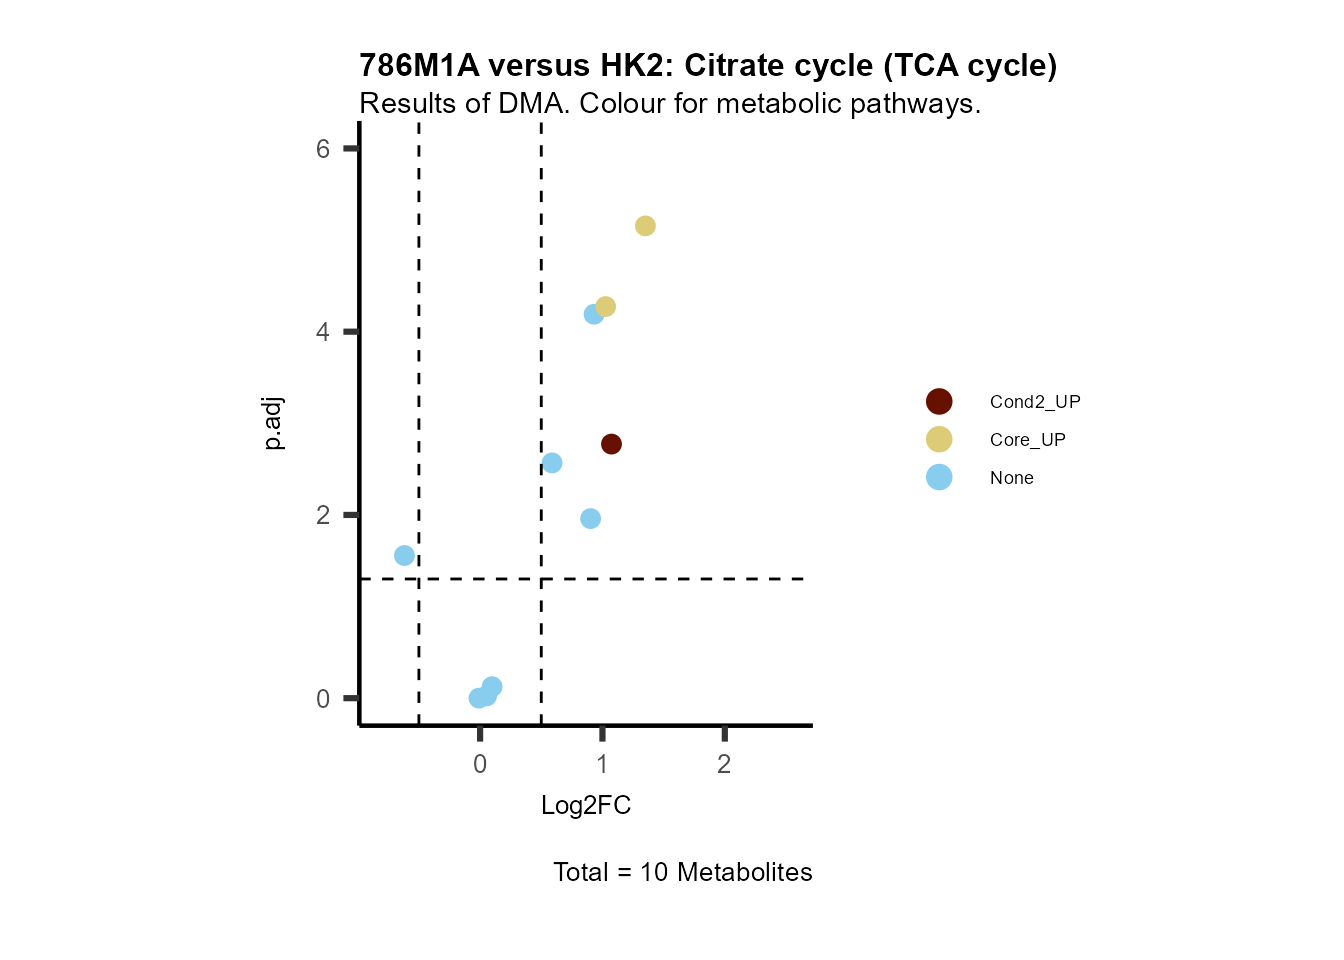 786M1A versus HK2: Citrate cycle (TCA cycle)
Results of DMA. Colour for metabolic pathways.
6
4
2
0
p.adj
0 1 2
Log2FC
Cond2_UP
Core_UP
None
Total = 10 Metabolites